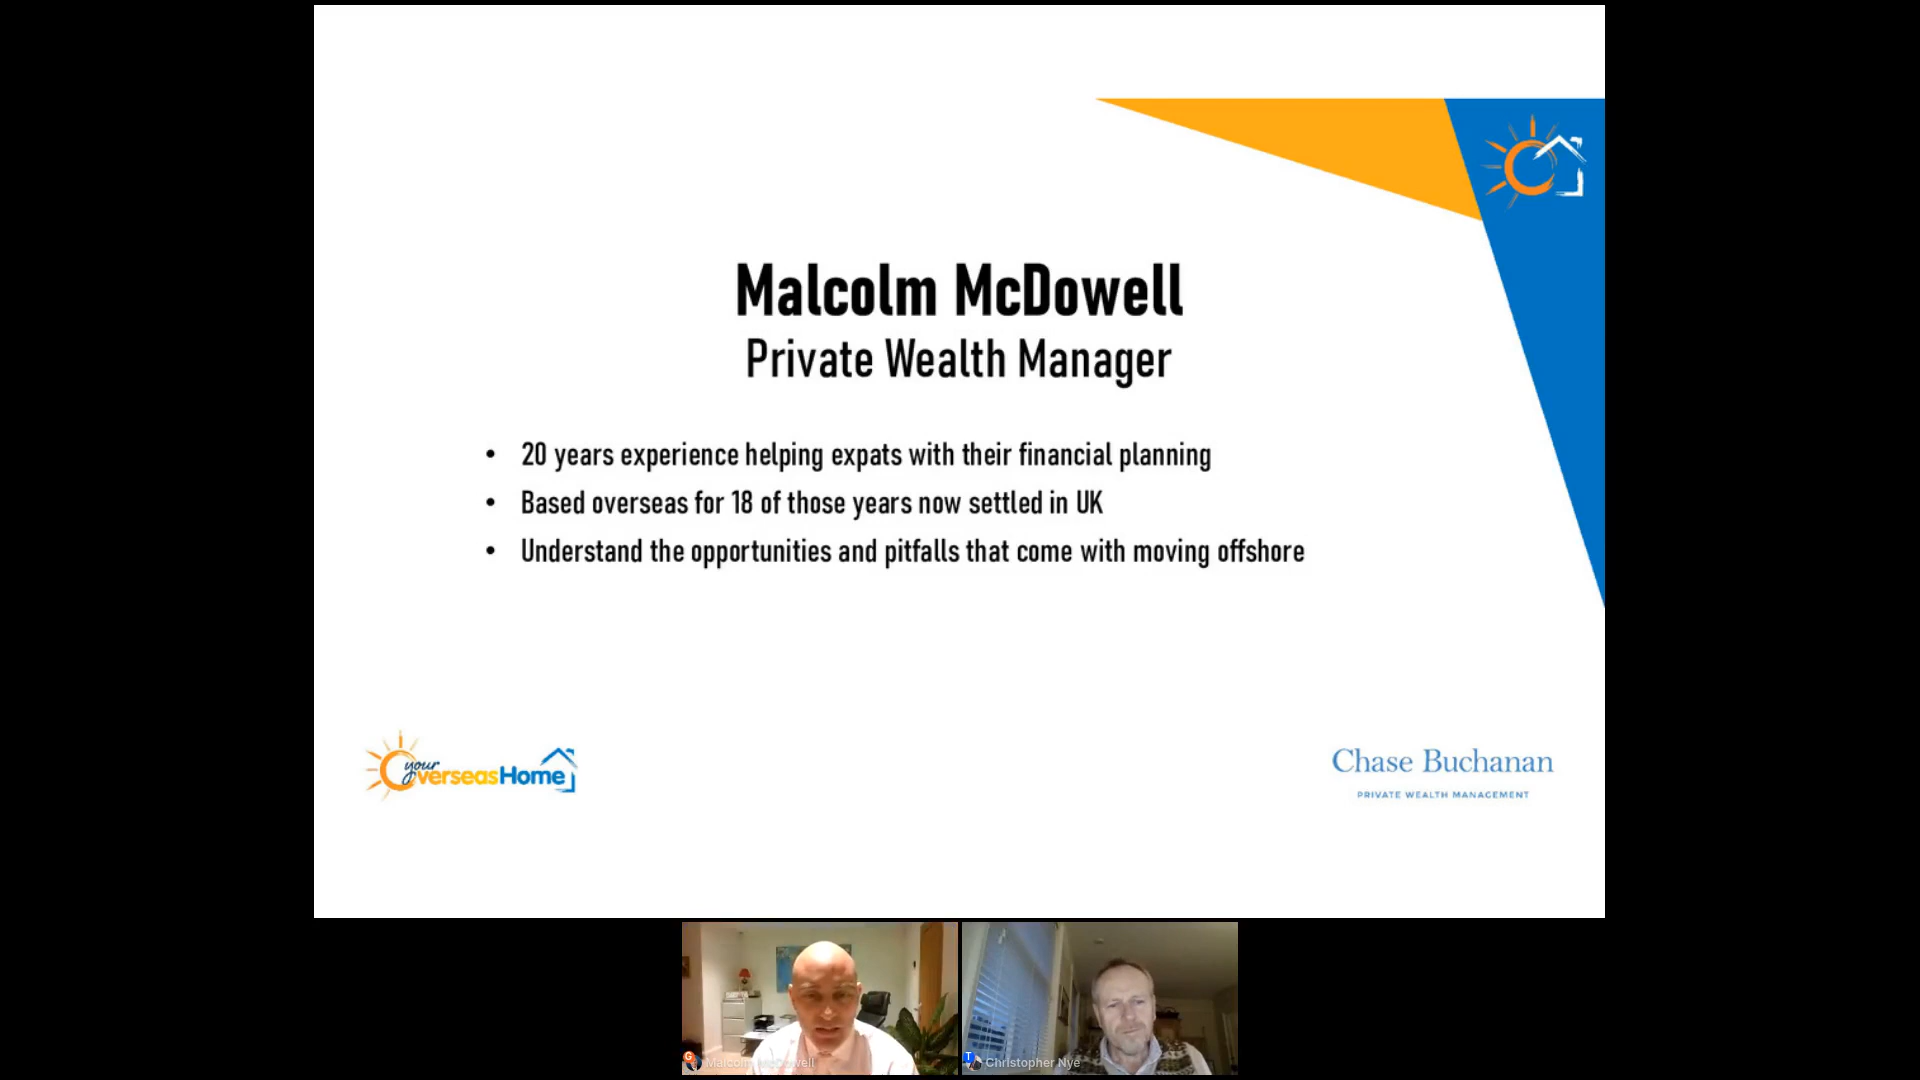 Malcolm McDowell
Private Wealth Manager
• 20 years experience helping expats with their financial planning
• Based overseas for 18 of those years now settled in UK
• Understand the opportunities and pitfalls that come with moving offshore
your
OverseasHome
Chase Buchanan
PRIVATE WEALTH MANAGEMENT
G
Malcolm McDowell
T
Christopher Nye